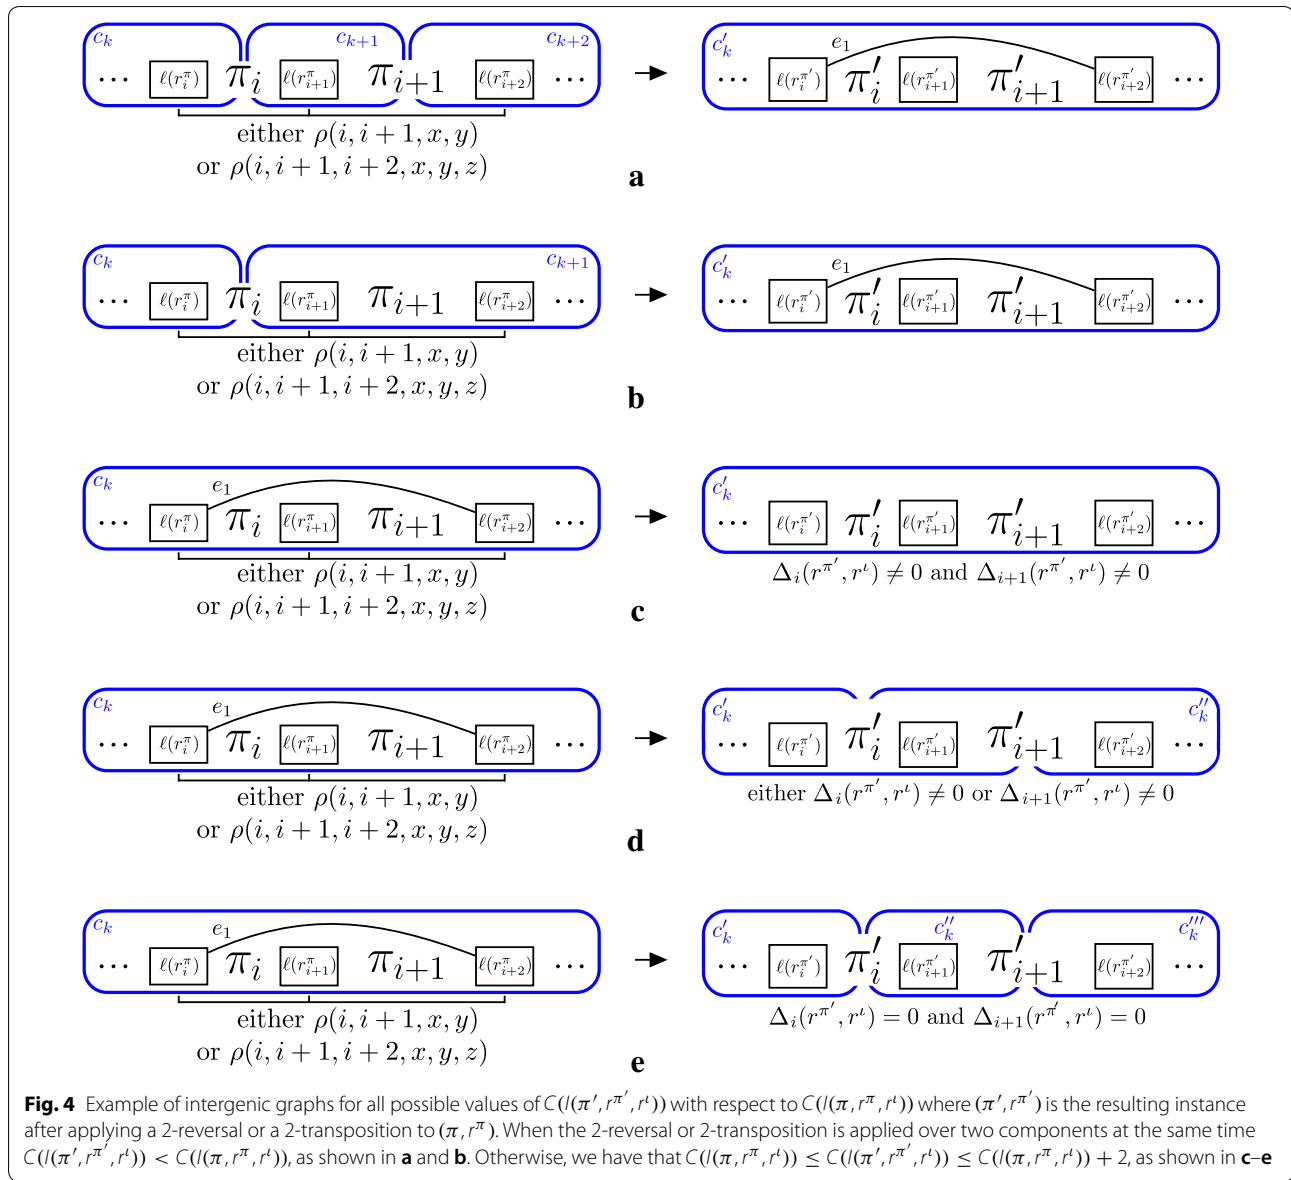 c_k c_{k+1} c_{k+2} c'_k e_1
... ℓ(r_i^π) π_i ℓ(r_{i+1}^π) π_{i+1} ℓ(r_{i+2}^π) ... ... ℓ(r_i^{π'}) π'_i ℓ(r_{i+1}^{π'}) π'_{i+1} ℓ(r_{i+2}^{π'}) ...
either ρ(i, i + 1, x, y)
or ρ(i, i + 1, i + 2, x, y, z)
a
c_k c_{k+1} c'_k e_1
... ℓ(r_i^π) π_i ℓ(r_{i+1}^π) π_{i+1} ℓ(r_{i+2}^π) ... ... ℓ(r_i^{π'}) π'_i ℓ(r_{i+1}^{π'}) π'_{i+1} ℓ(r_{i+2}^{π'}) ...
either ρ(i, i + 1, x, y)
or ρ(i, i + 1, i + 2, x, y, z)
b
c_k e_1 c'_k
... ℓ(r_i^π) π_i ℓ(r_{i+1}^π) π_{i+1} ℓ(r_{i+2}^π) ... ... ℓ(r_i^{π'}) π'_i ℓ(r_{i+1}^{π'}) π'_{i+1} ℓ(r_{i+2}^{π'}) ...
either ρ(i, i + 1, x, y) Δ_i(r^{π'}, r^ι) ≠ 0 and Δ_{i+1}(r^{π'}, r^ι) ≠ 0
or ρ(i, i + 1, i + 2, x, y, z)
c
c_k e_1 c'_k c''_k
... ℓ(r_i^π) π_i ℓ(r_{i+1}^π) π_{i+1} ℓ(r_{i+2}^π) ... ... ℓ(r_i^{π'}) π'_i ℓ(r_{i+1}^{π'}) π'_{i+1} ℓ(r_{i+2}^{π'}) ...
either ρ(i, i + 1, x, y) either Δ_i(r^{π'}, r^ι) ≠ 0 or Δ_{i+1}(r^{π'}, r^ι) ≠ 0
or ρ(i, i + 1, i + 2, x, y, z)
d
c_k e_1 c'_k c''_k c'''_k
... ℓ(r_i^π) π_i ℓ(r_{i+1}^π) π_{i+1} ℓ(r_{i+2}^π) ... ... ℓ(r_i^{π'}) π'_i ℓ(r_{i+1}^{π'}) π'_{i+1} ℓ(r_{i+2}^{π'}) ...
either ρ(i, i + 1, x, y) Δ_i(r^{π'}, r^ι) = 0 and Δ_{i+1}(r^{π'}, r^ι) = 0
or ρ(i, i + 1, i + 2, x, y, z)
e
Fig. 4 Example of intergenic graphs for all possible values of C(I(π′, r^{π′}, r^ι)) with respect to C(I(π, r^π, r^ι)) where (π′, r^{π′}) is the resulting instance
after applying a 2-reversal or a 2-transposition to (π, r^π). When the 2-reversal or 2-transposition is applied over two components at the same time
C(I(π′, r^{π′}, r^ι)) < C(I(π, r^π, r^ι)), as shown in a and b. Otherwise, we have that C(I(π, r^π, r^ι)) ≤ C(I(π′, r^{π′}, r^ι)) ≤ C(I(π, r^π, r^ι)) + 2, as shown in c–e